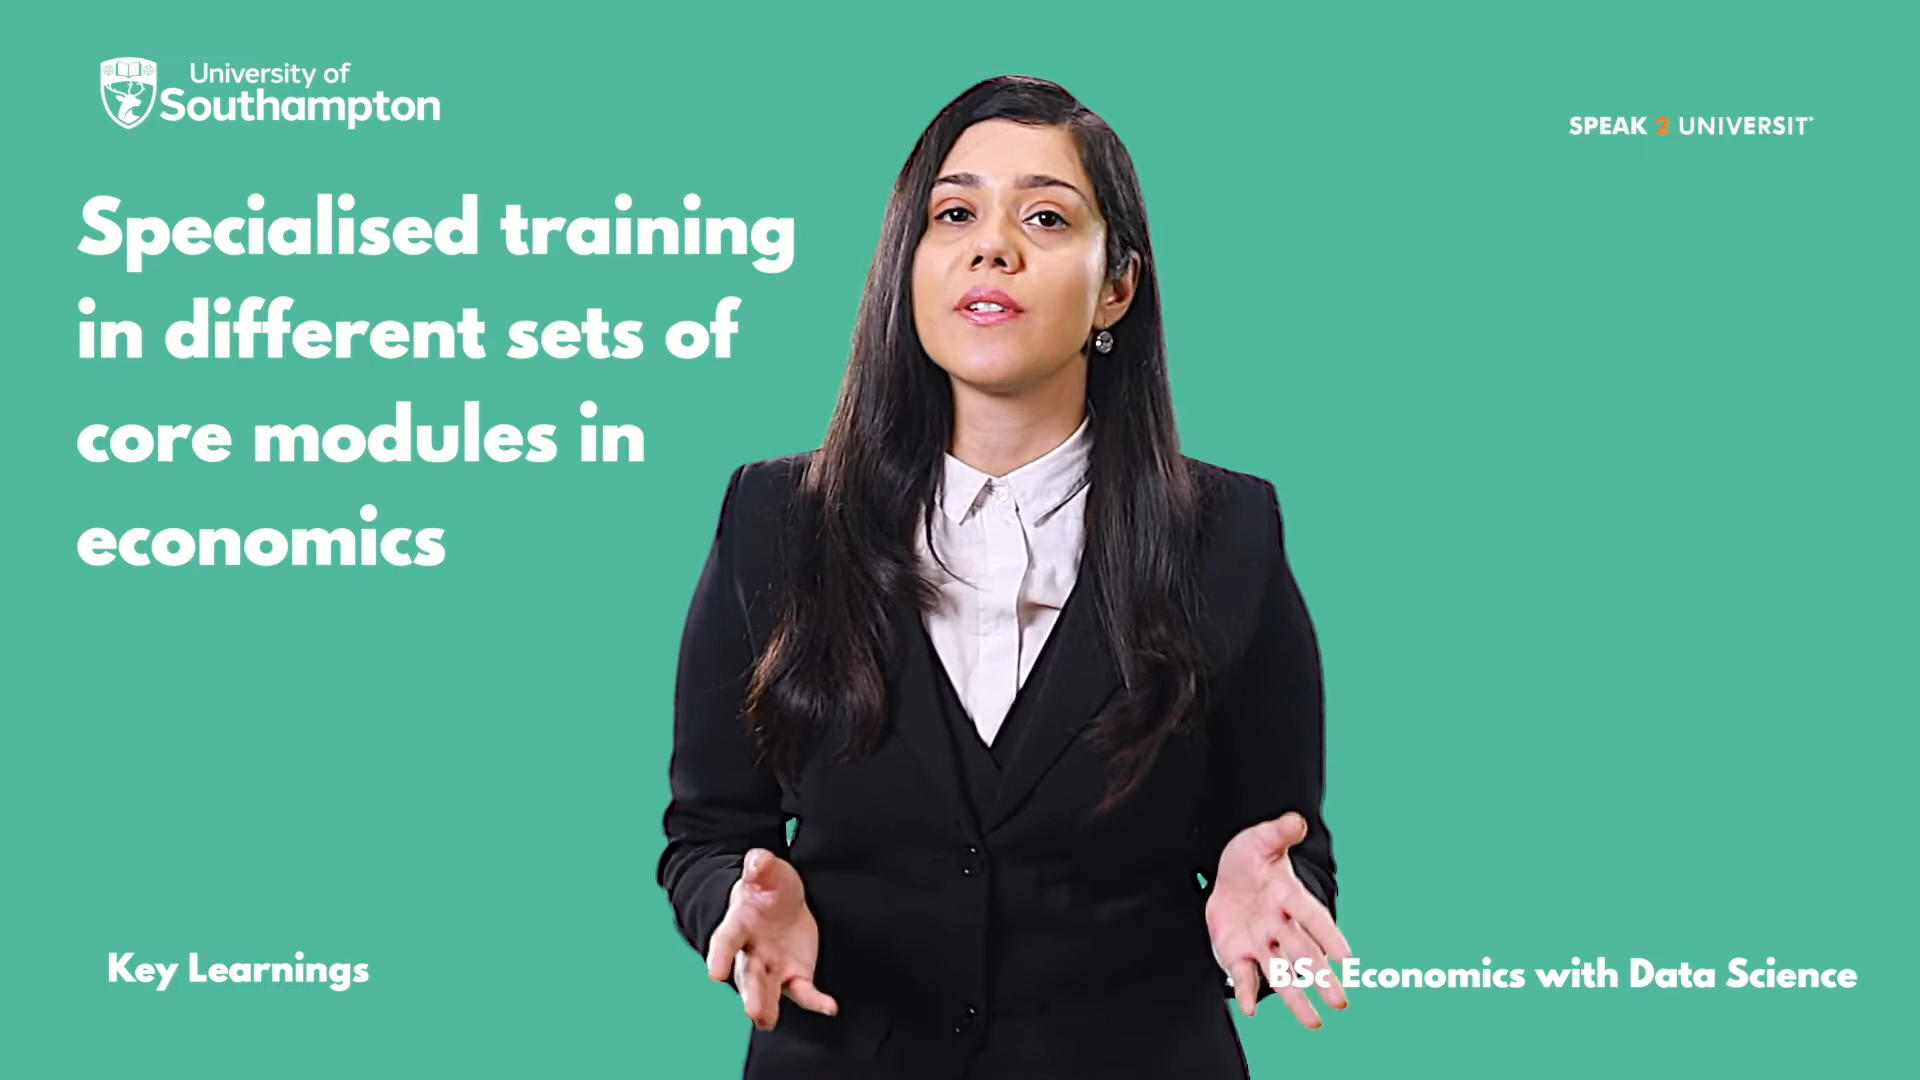 University of
Southampton
SPEAK 2 UNIVERSIT
Specialised training
in different sets of
core modules in
economics
Key Learnings
BSc Economics with Data Science